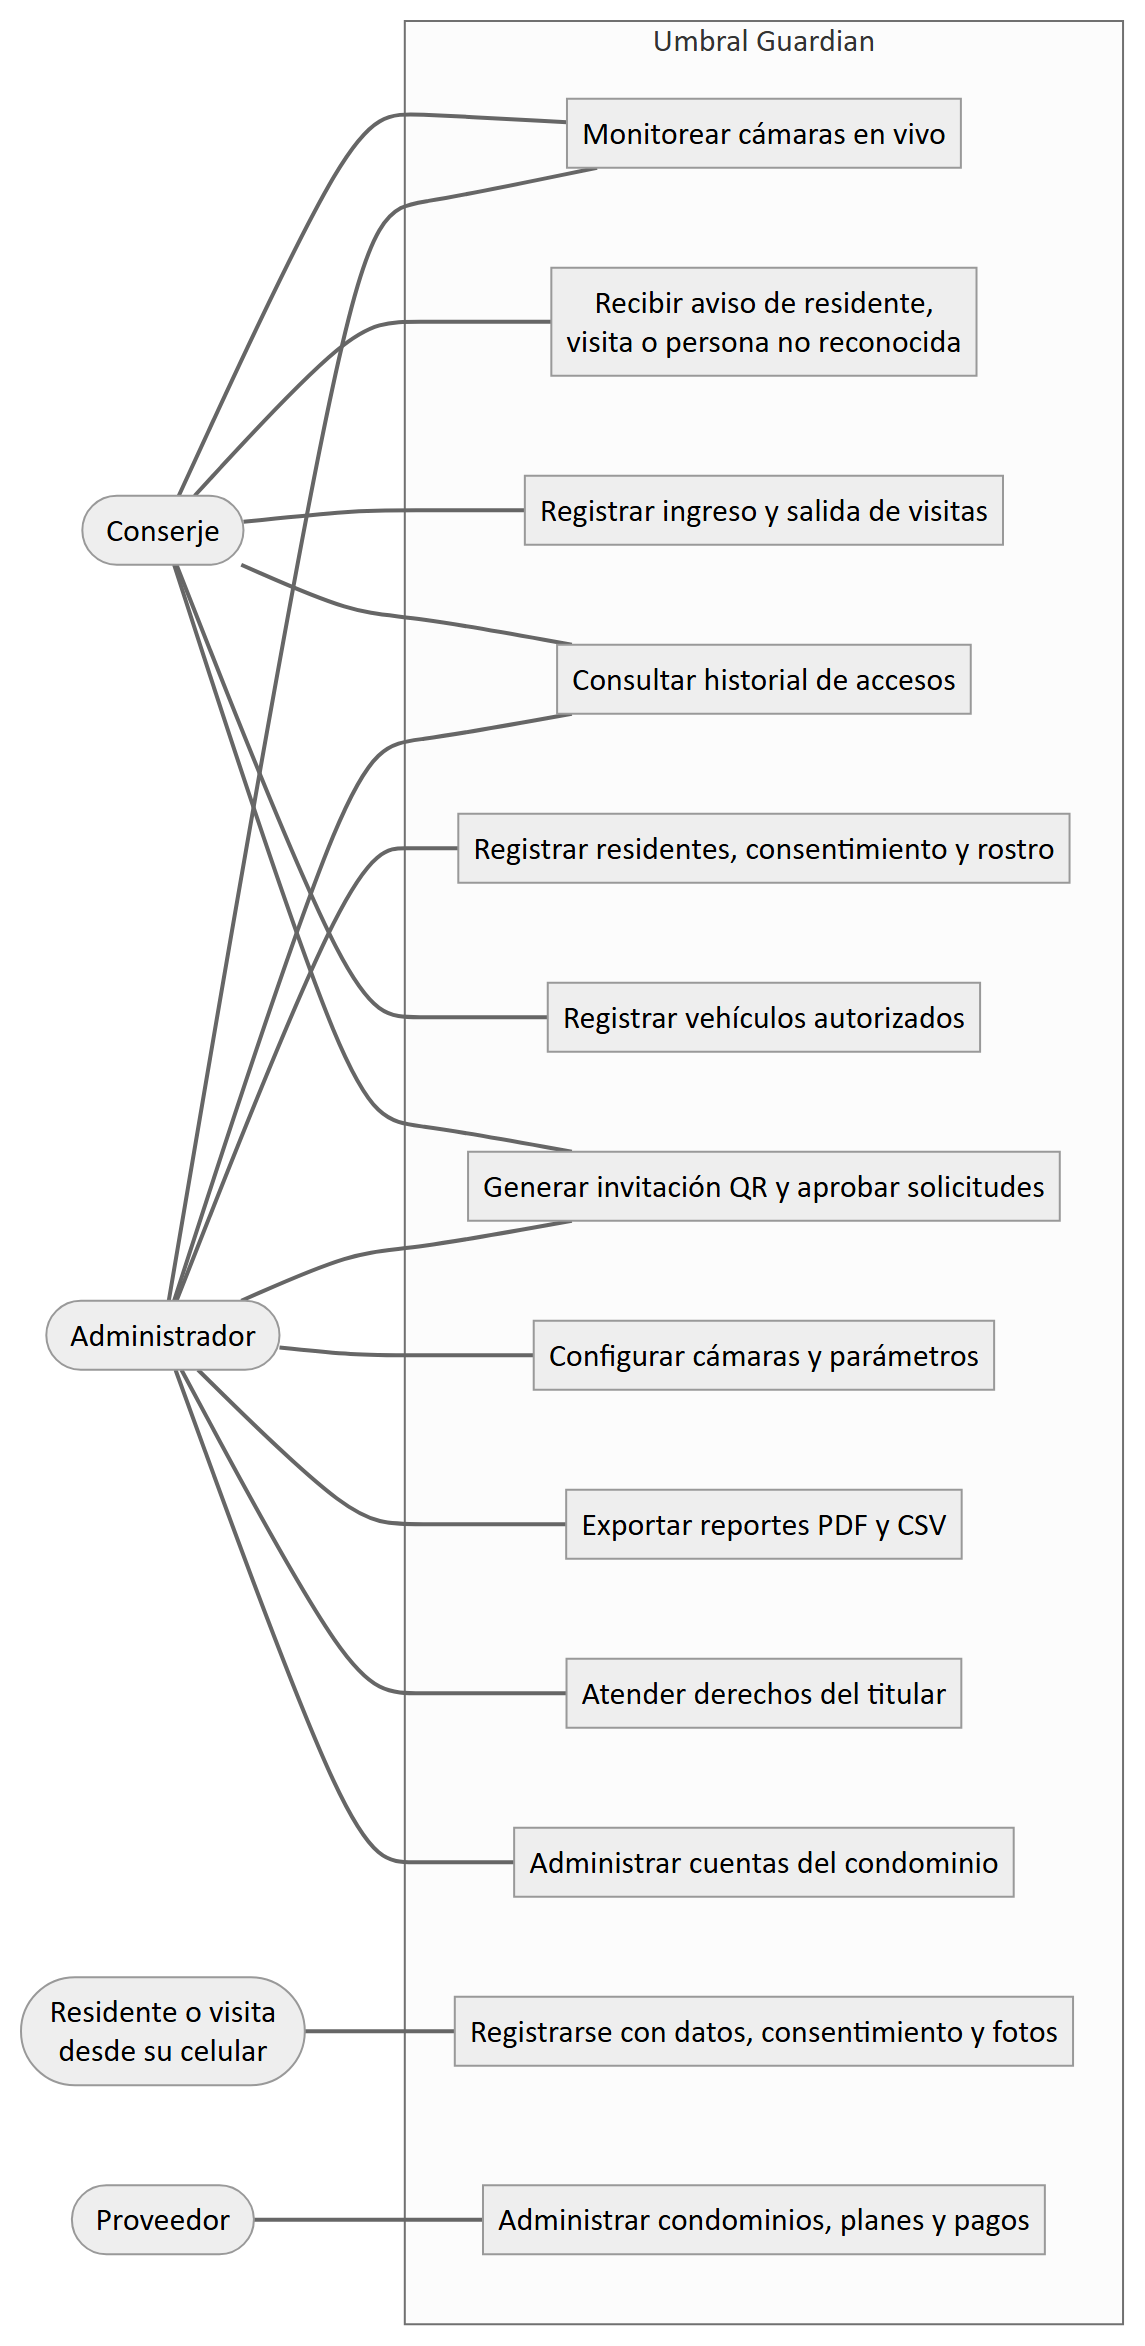 Umbral Guardian
Monitorear cámaras en vivo
Recibir aviso de residente,
visita o persona no reconocida
Conserje
Registrar ingreso y salida de visitas
Consultar historial de accesos
Registrar residentes, consentimiento y rostro
Registrar vehículos autorizados
Generar invitación QR y aprobar solicitudes
Administrador
Configurar cámaras y parámetros
Exportar reportes PDF y CSV
Atender derechos del titular
Administrar cuentas del condominio
Residente o visita
desde su celular
Registrarse con datos, consentimiento y fotos
Proveedor
Administrar condominios, planes y pagos